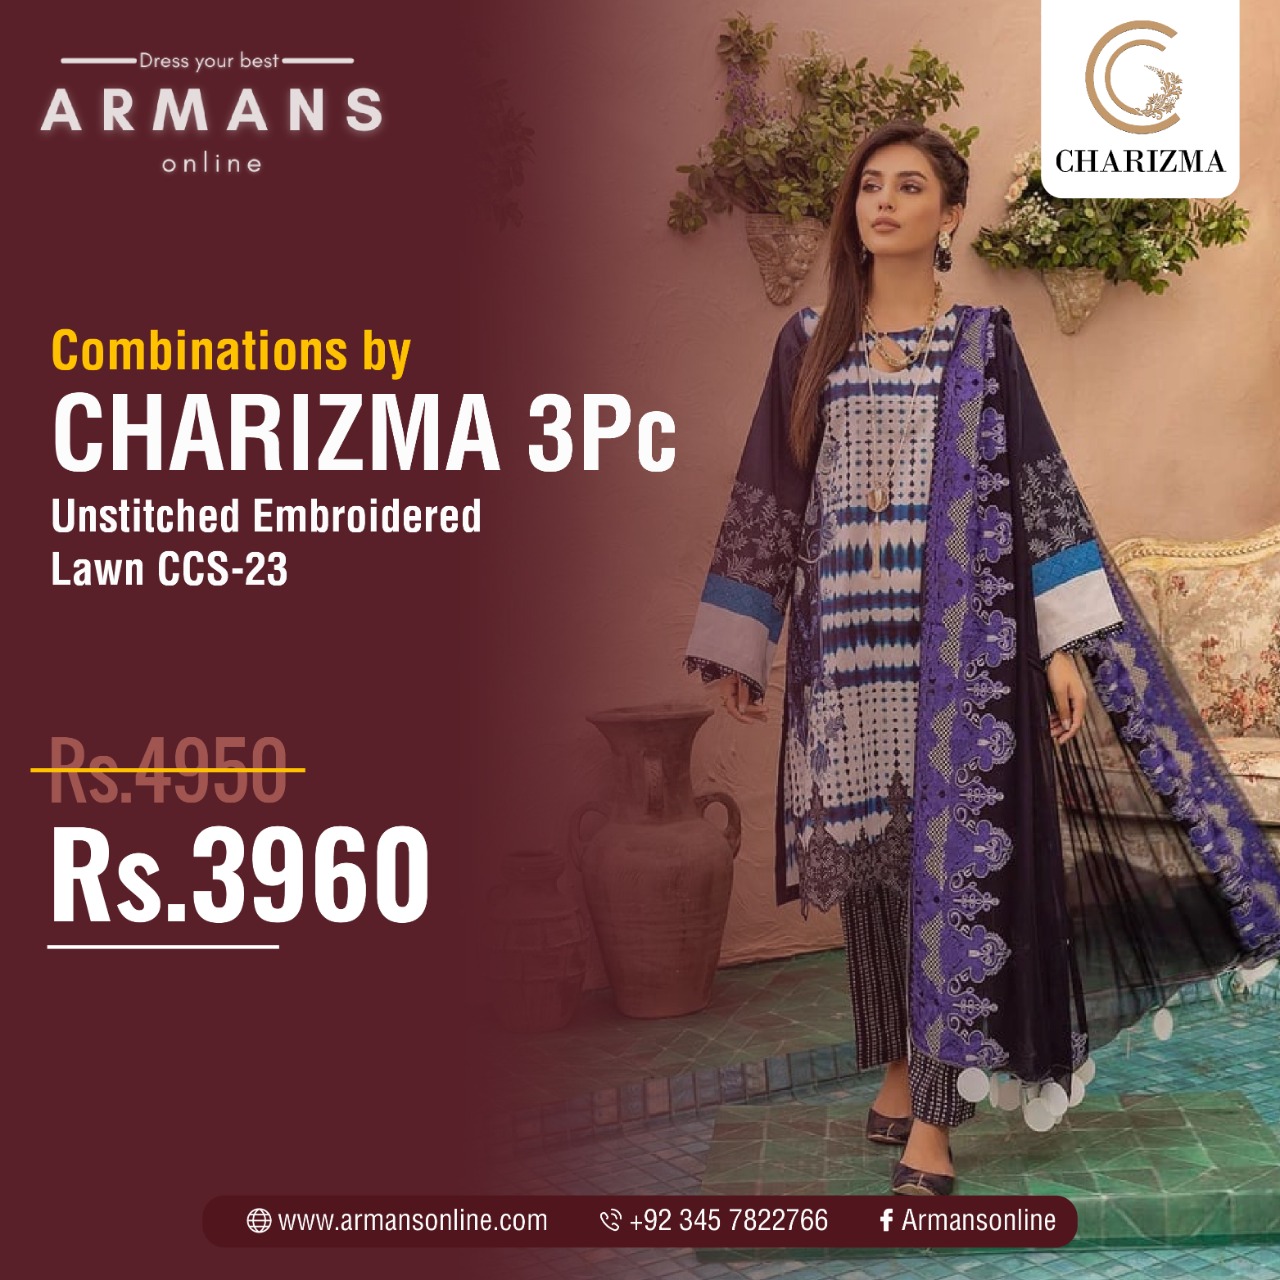 Dress your best
ARMANS
online
CHARIZMA
Combinations by
CHARIZMA 3Pc
Unstitched Embroidered
Lawn CCS-23
Rs.4950
Rs.3960
www.armansonline.com
+92 345 7822766
Armansonline